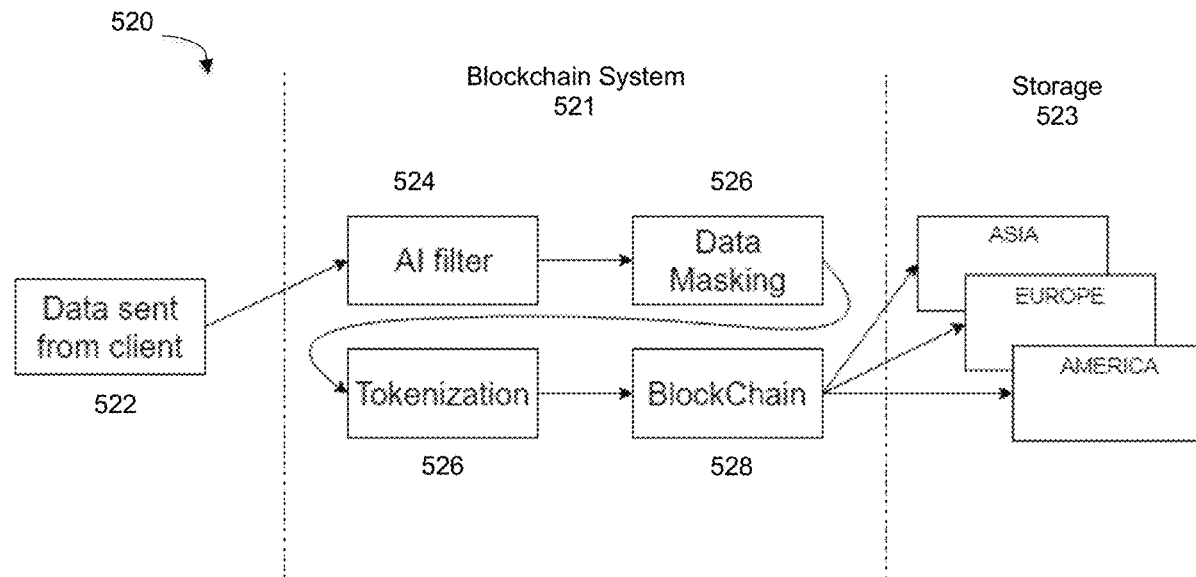 520
Blockchain System
521
Storage
523
524
526
AI filter
Data
Masking
ASIA
EUROPE
AMERICA
Data sent
from client
522
Tokenization
BlockChain
526
528